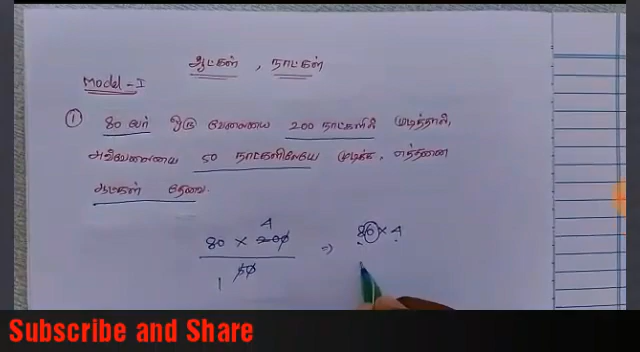 ஆட்கள் , நாட்கள்
Model - I
① 80 பேர் ஒரு வேலையை 200 நாட்களில் முடித்தால்,
அவ்வேலையை 50 நாட்களிலேயே முடிக்க, எத்தனை
ஆட்கள் தேவை.
4
80 × 200 ⇒ 80 × 4
1 50
Subscribe and Share